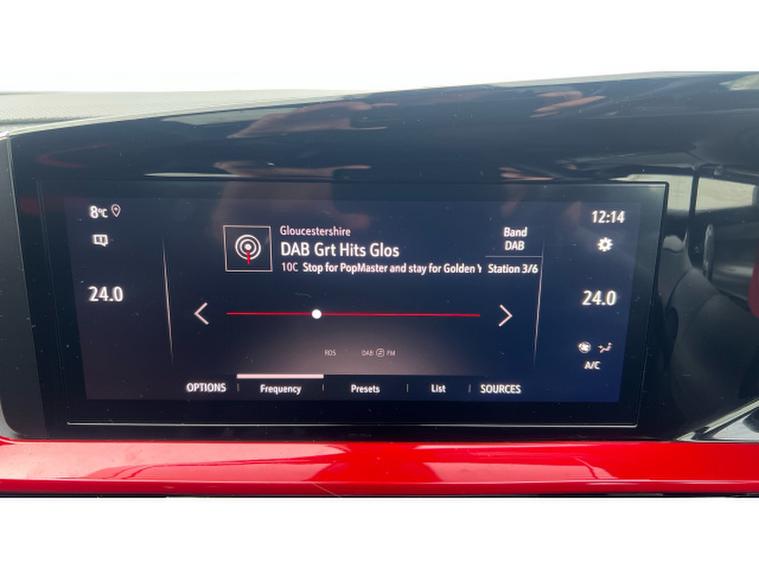 8°C
12:14
Gloucestershire
DAB Grt Hits Glos
10C Stop for PopMaster and stay for Golden Y
Band
DAB
Station 3/6
24.0
24.0
RDS
DAB FM
A/C
OPTIONS
Frequency
Presets
List
SOURCES